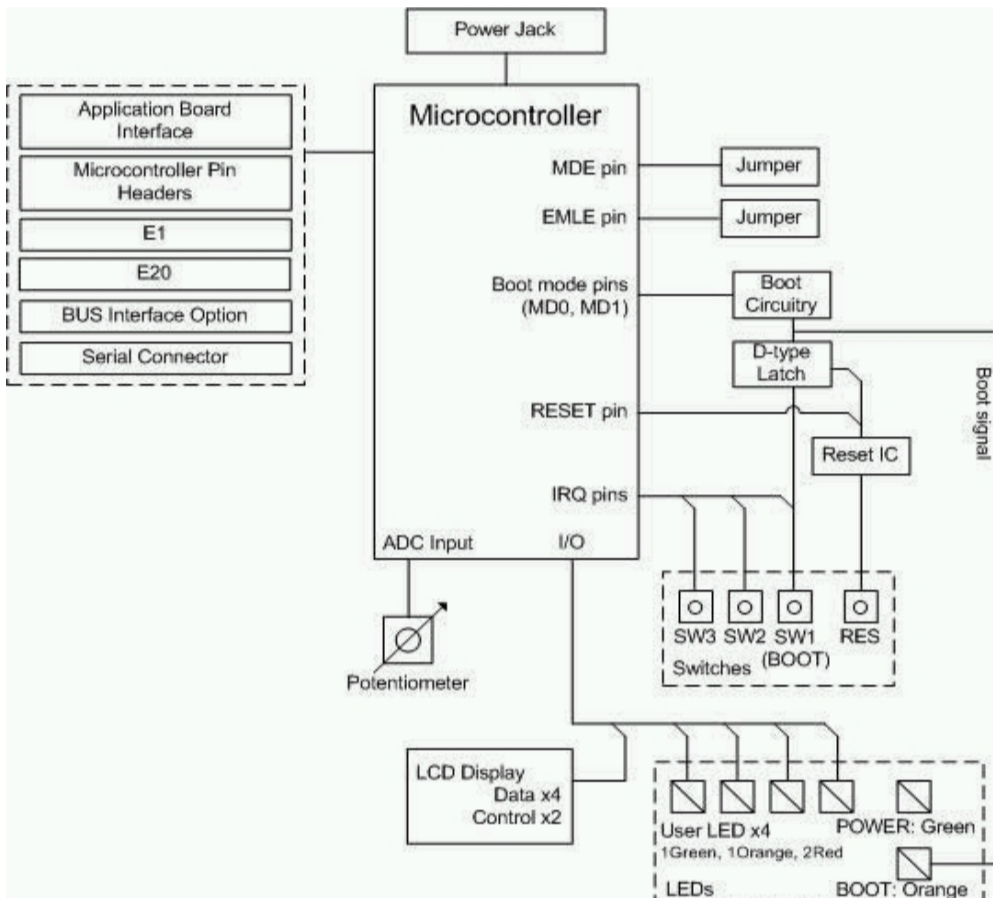 Power Jack
Application Board
Interface
Microcontroller Pin
Headers
E1
E20
BUS Interface Option
Serial Connector
Microcontroller
MDE pin
Jumper
EMLE pin
Jumper
Boot mode pins
(MD0, MD1)
Boot
Circuitry
D-type
Latch
Boot signal
RESET pin
Reset IC
IRQ pins
ADC Input
I/O
SW3
SW2
SW1
(BOOT)
RES
Switches
Potentiometer
LCD Display
Data x4
Control x2
User LED x4
1Green, 1Orange, 2Red
POWER: Green
LEDs
BOOT: Orange